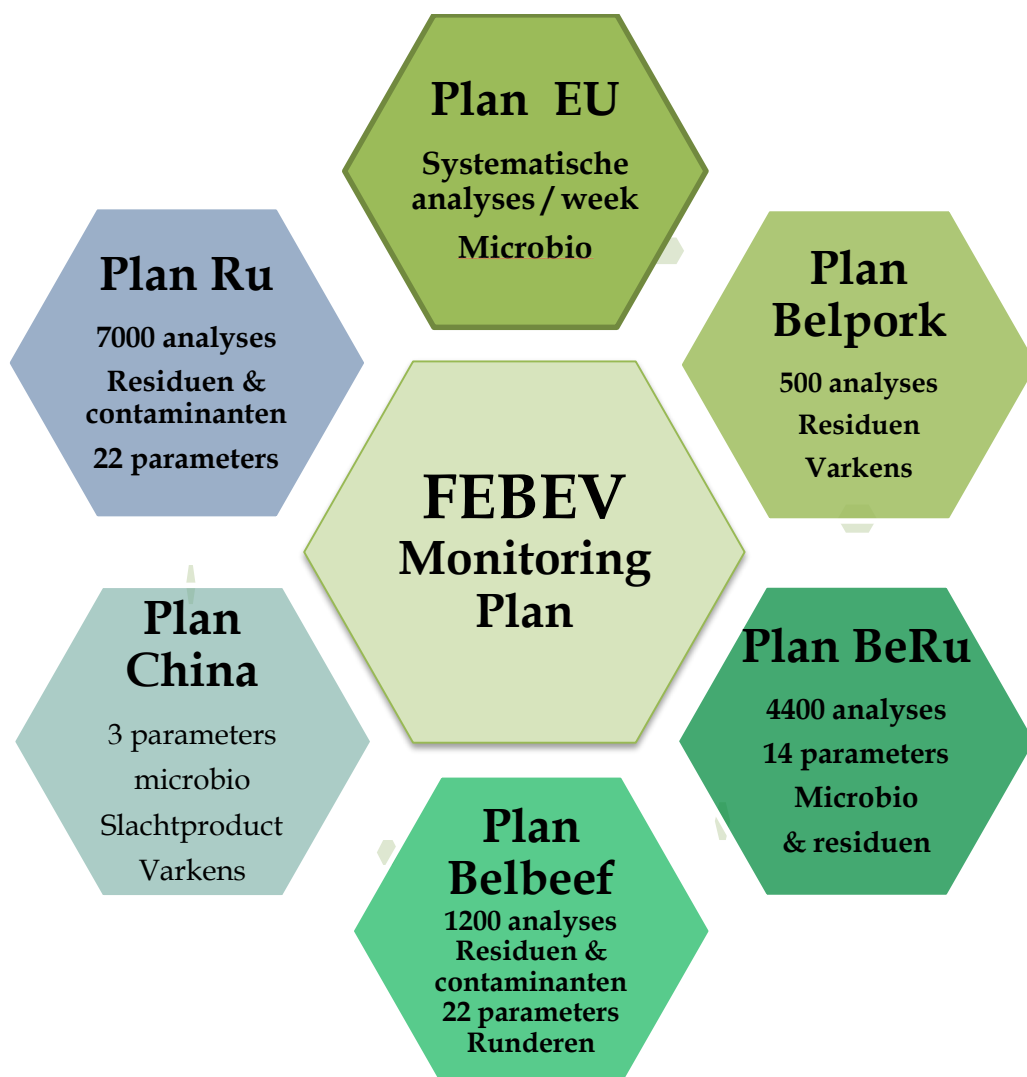 Plan EU
Systematische
analyses / week
Microbio
Plan Ru
7000 analyses
Residuen &
contaminanten
22 parameters
Plan
Belpork
500 analyses
Residuen
Varkens
FEBEV
Monitoring
Plan
Plan
China
3 parameters
microbio
Slachtproduct
Varkens
Plan BeRu
4400 analyses
14 parameters
Microbio
& residuen
Plan
Belbeef
1200 analyses
Residuen &
contaminanten
22 parameters
Runderen